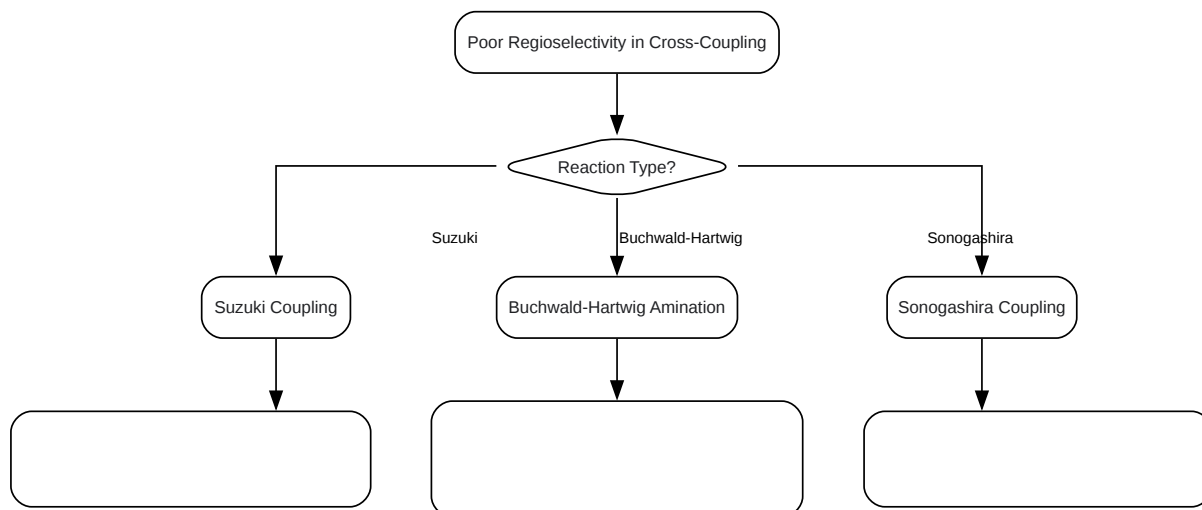 Poor Regioselectivity in Cross-Coupling
Reaction Type?
Suzuki
Buchwald-Hartwig
Sonogashira
Suzuki Coupling
Buchwald-Hartwig Amination
Sonogashira Coupling